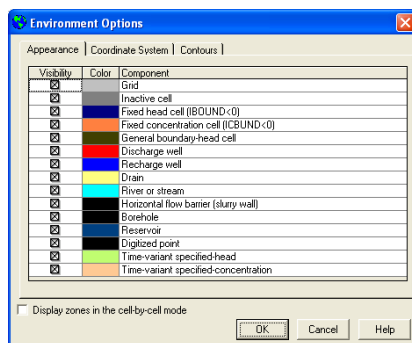 Environment Options
Appearance Coordinate System Contours
Visibility Color Component
Grid
Inactive cell
Fixed head cell (IBOUND<0)
Fixed concentration cell (ICBUND<0)
General boundary-head cell
Discharge well
Recharge well
Drain
River or stream
Horizontal flow barrier (slurry wall)
Borehole
Reservoir
Digitized point
Time-variant specified-head
Time-variant specified-concentration
Display zones in the cell-by-cell mode
OK Cancel Help